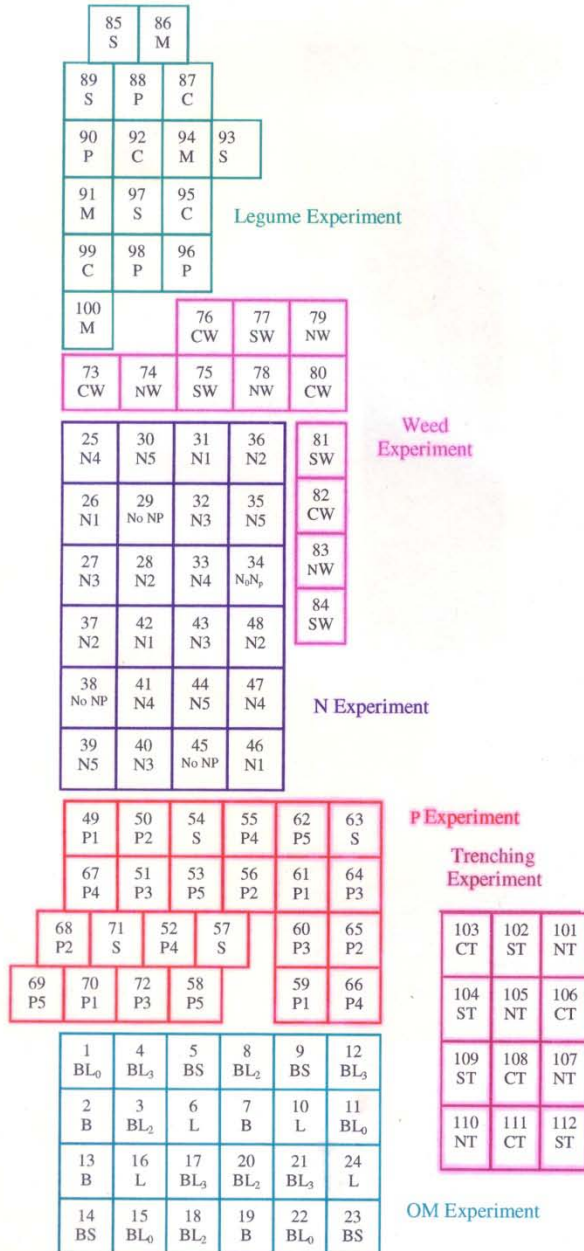 85 86
S M
89 88 87
S P C
90 92 94 93
P C M S
91 97 95
M S C
Legume Experiment
99 98 96
C P P
100
M
76 77 79
CW SW NW
73 74 75 78 80
CW NW SW NW CW
Weed
Experiment
25 30 31 36
N4 N5 N1 N2
81
SW
26 29 32 35
N1 No NP N3 N5
82
CW
27 28 33 34
N3 N2 N4 N₀Nₚ
83
NW
84
SW
37 42 43 48
N2 N1 N3 N2
38 41 44 47
No NP N4 N5 N4
N Experiment
39 40 45 46
N5 N3 No NP N1
49 50 54 55 62 63
P1 P2 S P4 P5 S
P Experiment
67 51 53 56 61 64
P4 P3 P5 P2 P1 P3
Trenching
Experiment
68 71 52 57 60 65
P2 S P4 S P3 P2
69 70 72 58 59 66
P5 P1 P3 P5 P1 P4
103 102 101
CT ST NT
104 105 106
ST NT CT
109 108 107
ST CT NT
110 111 112
NT CT ST
1 4 5 8 9 12
BL₀ BL₃ BS BL₂ BS BL₃
2 3 6 7 10 11
B BL₂ L B L BL₀
13 16 17 20 21 24
B L BL₃ BL₂ BL₃ L
14 15 18 19 22 23
BS BL₀ BL₂ B BL₀ BS
OM Experiment